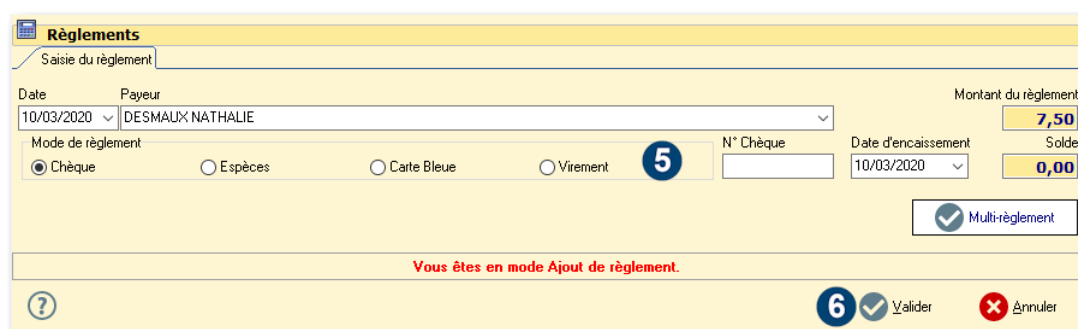 Règlements
Saisie du règlement
Date Payeur Montant du règlement
10/03/2020 DESMAUX NATHALIE 7,50
Mode de règlement N° Chèque Date d'encaissement Solde
Chèque Espèces Carte Bleue Virement 5 10/03/2020 0,00
Multi-règlement
Vous êtes en mode Ajout de règlement.
? 6 Valider Annuler